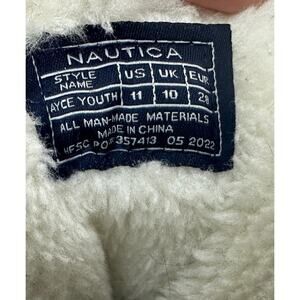 NAUTICA
STYLE NAME US UK EUR
AYCE YOUTH 11 10 28
ALL MAN-MADE MATERIALS
MADE IN CHINA
357413 05 2022